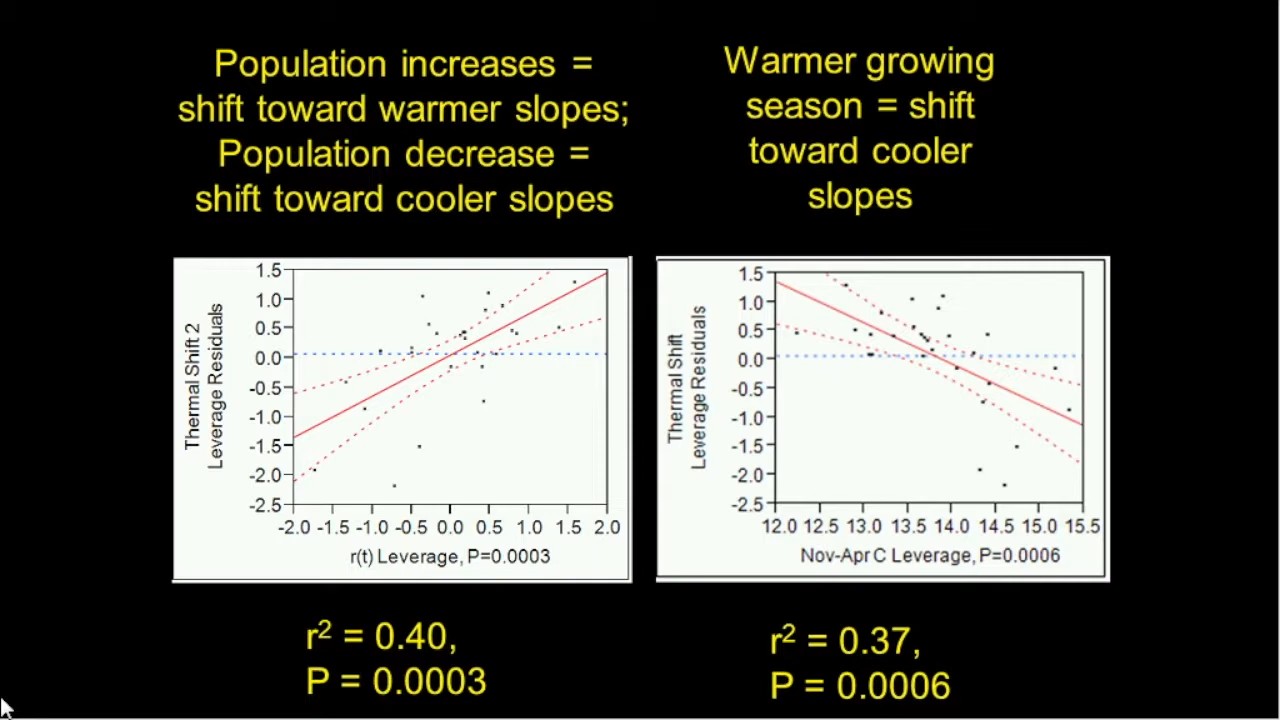 Population increases =
shift toward warmer slopes;
Population decrease =
shift toward cooler slopes
Warmer growing
season = shift
toward cooler
slopes
Thermal Shift 2
Leverage Residuals
1.5
1.0
0.5
0.0
-0.5
-1.0
-1.5
-2.0
-2.5
-2.0 -1.5 -1.0 -0.5 0.0 0.5 1.0 1.5 2.0
r(t) Leverage, P=0.0003
Thermal Shift
Leverage Residuals
1.5
1.0
0.5
0.0
-0.5
-1.0
-1.5
-2.0
-2.5
12.0 12.5 13.0 13.5 14.0 14.5 15.0 15.5
Nov-Apr C Leverage, P=0.0006
r² = 0.40,
P = 0.0003
r² = 0.37,
P = 0.0006